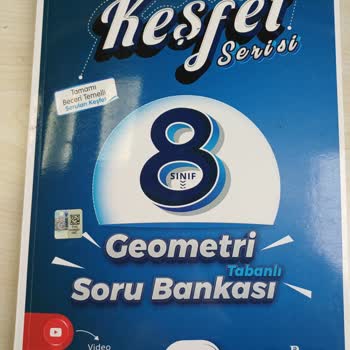 Keşfet
Serisi
Tamamı
Beceri Temelli
Soruları Keşfet
8
SINIF
Geometri
Tabanlı
Soru Bankası
Video